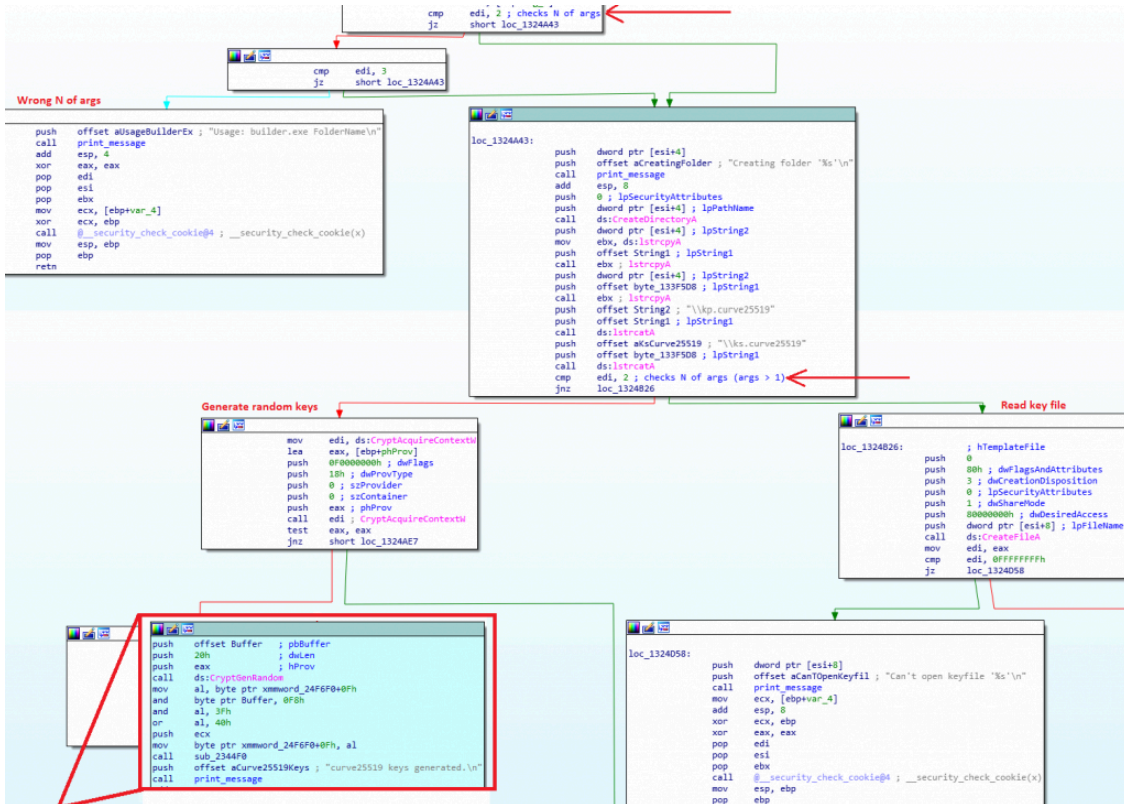 cmp edi, 2 ; checks N of args
jz short loc_1324A43
cmp edi, 3
jz short loc_1324A43
Wrong N of args
push offset aUsageBuilderEx ; "Usage: builder.exe FolderName\n"
call print_message
add esp, 4
xor eax, eax
pop edi
pop esi
pop ebx
mov ecx, [ebp+var_4]
xor ecx, ebp
call @__security_check_cookie@4 ; __security_check_cookie(x)
mov esp, ebp
pop ebp
retn
loc_1324A43:
push dword ptr [esi+4]
push offset aCreatingFolder ; "Creating folder '%s'\n"
call print_message
add esp, 8
push 0 ; lpSecurityAttributes
push dword ptr [esi+4] ; lpPathName
call ds:CreateDirectoryA
push dword ptr [esi+4] ; lpString2
mov ebx, ds:lstrcpyA
push offset String1 ; lpString1
call ebx ; lstrcpyA
push dword ptr [esi+4] ; lpString2
push offset byte_133F5D8 ; lpString1
call ebx ; lstrcpyA
push offset String2 ; "\\kp.curve25519"
push offset String1 ; lpString1
call ds:lstrcatA
push offset aKsCurve25519 ; "\\ks.curve25519"
push offset byte_133F5D8 ; lpString1
call ds:lstrcatA
cmp edi, 2 ; checks N of args (args > 1)
jnz loc_1324B26
Generate random keys
mov edi, ds:CryptAcquireContextW
lea eax, [ebp+phProv]
push 0F0000000h ; dwFlags
push 18h ; dwProvType
push 0 ; szProvider
push 0 ; szContainer
push eax ; phProv
call edi ; CryptAcquireContextW
test eax, eax
jnz short loc_1324AE7
Read key file
loc_1324B26: ; hTemplateFile
push 0
push 80h ; dwFlagsAndAttributes
push 3 ; dwCreationDisposition
push 0 ; lpSecurityAttributes
push 1 ; dwShareMode
push 80000000h ; dwDesiredAccess
push dword ptr [esi+8] ; lpFileName
call ds:CreateFileA
mov edi, eax
cmp edi, 0FFFFFFFFh
jz loc_1324D58
push offset Buffer ; pbBuffer
push 20h ; dwLen
push eax ; hProv
call ds:CryptGenRandom
mov al, byte ptr xmmword_24F6F0+0Fh
and byte ptr Buffer, 0F8h
and al, 3Fh
or al, 40h
push ecx
mov byte ptr xmmword_24F6F0+0Fh, al
call sub_2344F0
push offset aCurve25519Keys ; "curve25519 keys generated.\n"
call print_message
loc_1324D58:
push dword ptr [esi+8]
push offset aCanTOpenKeyfil ; "Can't open keyfile '%s'\n"
call print_message
mov ecx, [ebp+var_4]
add esp, 8
xor ecx, ebp
xor eax, eax
pop edi
pop esi
pop ebx
call @__security_check_cookie@4 ; __security_check_cookie(x)
mov esp, ebp
pop ebp